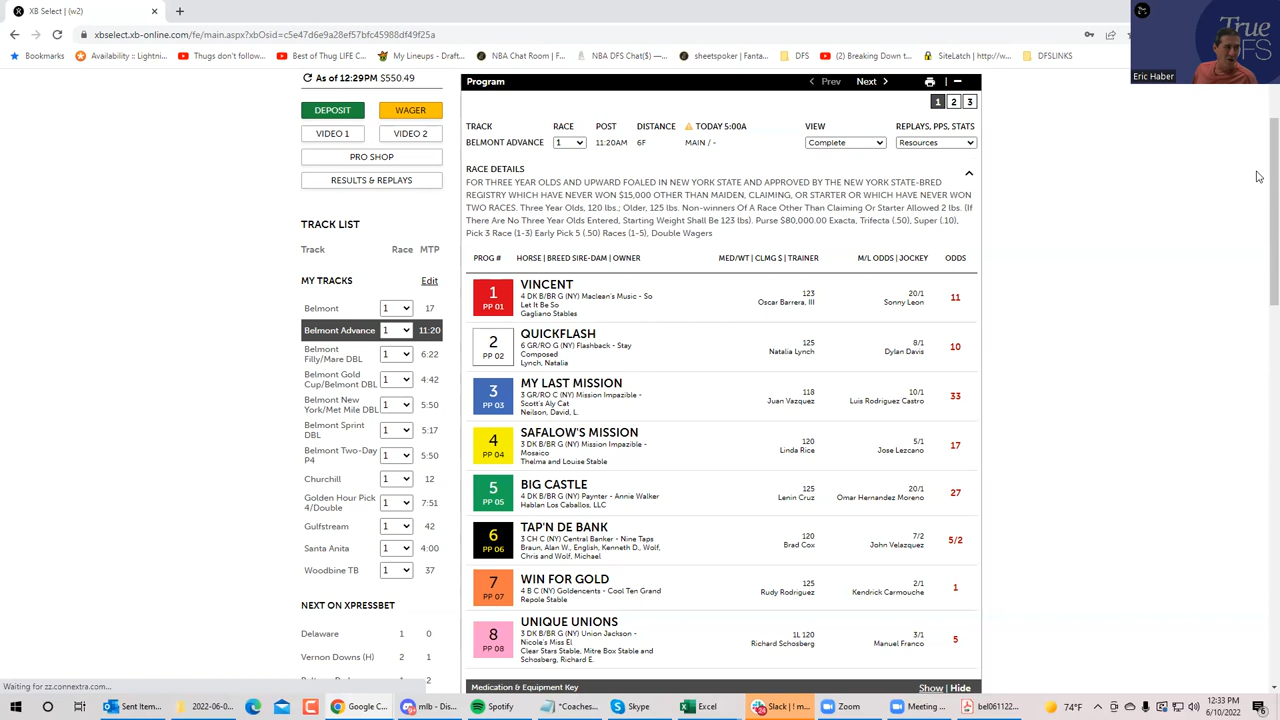 XB Select | (w2)
xbselect.xb-online.com/fe/main.aspx?xbOsid=c5e47d6e9a28ef57bfc45988df49f25a
Bookmarks
Availability :: Lightni...
Thugs don't follow...
Best of Thug LIFE C...
My Lineups - Draft...
NBA Chat Room | F...
NBA DFS Chat($) —...
sheetspoker | Fanta...
DFS
(2) Breaking Down t...
SiteLatch | http://w...
DFSLINKS
True
DFS
Eric Haber
As of 12:29PM $550.49
DEPOSIT WAGER
VIDEO 1 VIDEO 2
PRO SHOP
RESULTS & REPLAYS
TRACK LIST
Track Race MTP
MY TRACKS Edit
Belmont 1 17
Belmont Advance 1 11:20
Belmont
Filly/Mare DBL 1 6:22
Belmont Gold
Cup/Belmont DBL 1 4:42
Belmont New
York/Met Mile DBL 1 5:50
Belmont Sprint
DBL 1 5:17
Belmont Two-Day
P4 1 5:50
Churchill 1 12
Golden Hour Pick
4/Double 1 7:51
Gulfstream 1 42
Santa Anita 1 4:00
Woodbine TB 1 37
NEXT ON XPRESSBET
Delaware 1 0
Vernon Downs (H) 2 1
Program Prev Next
1 2 3
TRACK RACE POST DISTANCE TODAY 5:00A VIEW REPLAYS, PPS, STATS
BELMONT ADVANCE 1 11:20AM 6F MAIN / - Complete Resources
RACE DETAILS
FOR THREE YEAR OLDS AND UPWARD FOALED IN NEW YORK STATE AND APPROVED BY THE NEW YORK STATE-BRED
REGISTRY WHICH HAVE NEVER WON $15,000 OTHER THAN MAIDEN, CLAIMING, OR STARTER OR WHICH HAVE NEVER WON
TWO RACES. Three Year Olds, 120 lbs.; Older, 125 lbs. Non-winners Of A Race Other Than Claiming Or Starter Allowed 2 lbs. (If
There Are No Three Year Olds Entered, Starting Weight Shall Be 123 lbs). Purse $80,000.00 Exacta, Trifecta (.50), Super (.10),
Pick 3 Race (1-3) Early Pick 5 (.50) Races (1-5), Double Wagers
PROG # HORSE | BREED SIRE-DAM | OWNER MED/WT | CLMG $ | TRAINER M/L ODDS | JOCKEY ODDS
1 PP 01
VINCENT
4 DK B/BR G (NY) Maclean's Music - So
Let It Be So
Gagliano Stables
123
Oscar Barrera, III
20/1
Sonny Leon
11
2 PP 02
QUICKFLASH
6 GR/RO G (NY) Flashback - Stay
Composed
Lynch, Natalia
125
Natalia Lynch
8/1
Dylan Davis
10
3 PP 03
MY LAST MISSION
3 GR/RO C (NY) Mission Impazible -
Scott's Aly Cat
Neilson, David, L.
118
Juan Vazquez
10/1
Luis Rodriguez Castro
33
4 PP 04
SAFALOW'S MISSION
3 DK B/BR G (NY) Mission Impazible -
Mosaico
Thelma and Louise Stable
120
Linda Rice
5/1
Jose Lezcano
17
5 PP 05
BIG CASTLE
4 DK B/BR G (NY) Paynter - Annie Walker
Hablan Los Caballos, LLC
125
Lenin Cruz
20/1
Omar Hernandez Moreno
27
6 PP 06
TAP'N DE BANK
3 CH C (NY) Central Banker - Nine Taps
Braun, Alan W., English, Kenneth D., Wolf,
Chris and Wolf, Michael
120
Brad Cox
7/2
John Velazquez
5/2
7 PP 07
WIN FOR GOLD
4 B C (NY) Goldencents - Cool Ten Grand
Repole Stable
125
Rudy Rodriguez
2/1
Kendrick Carmouche
1
8 PP 08
UNIQUE UNIONS
3 DK B/BR G (NY) Union Jackson -
Nicole's Miss El
Clear Stars Stable, Mitre Box Stable and
Schosberg, Richard E.
1L 120
Richard Schosberg
3/1
Manuel Franco
5
Medication & Equipment Key Show | Hide
Waiting for zz.connextra.com...
Sent Item...
2022-06-0...
Google C...
mlb - Dis...
Spotify
*Coaches...
Skype
Excel
Slack | ! m...
24
Zoom
Meeting ...
bel061122...
74°F
12:33 PM
6/10/2022